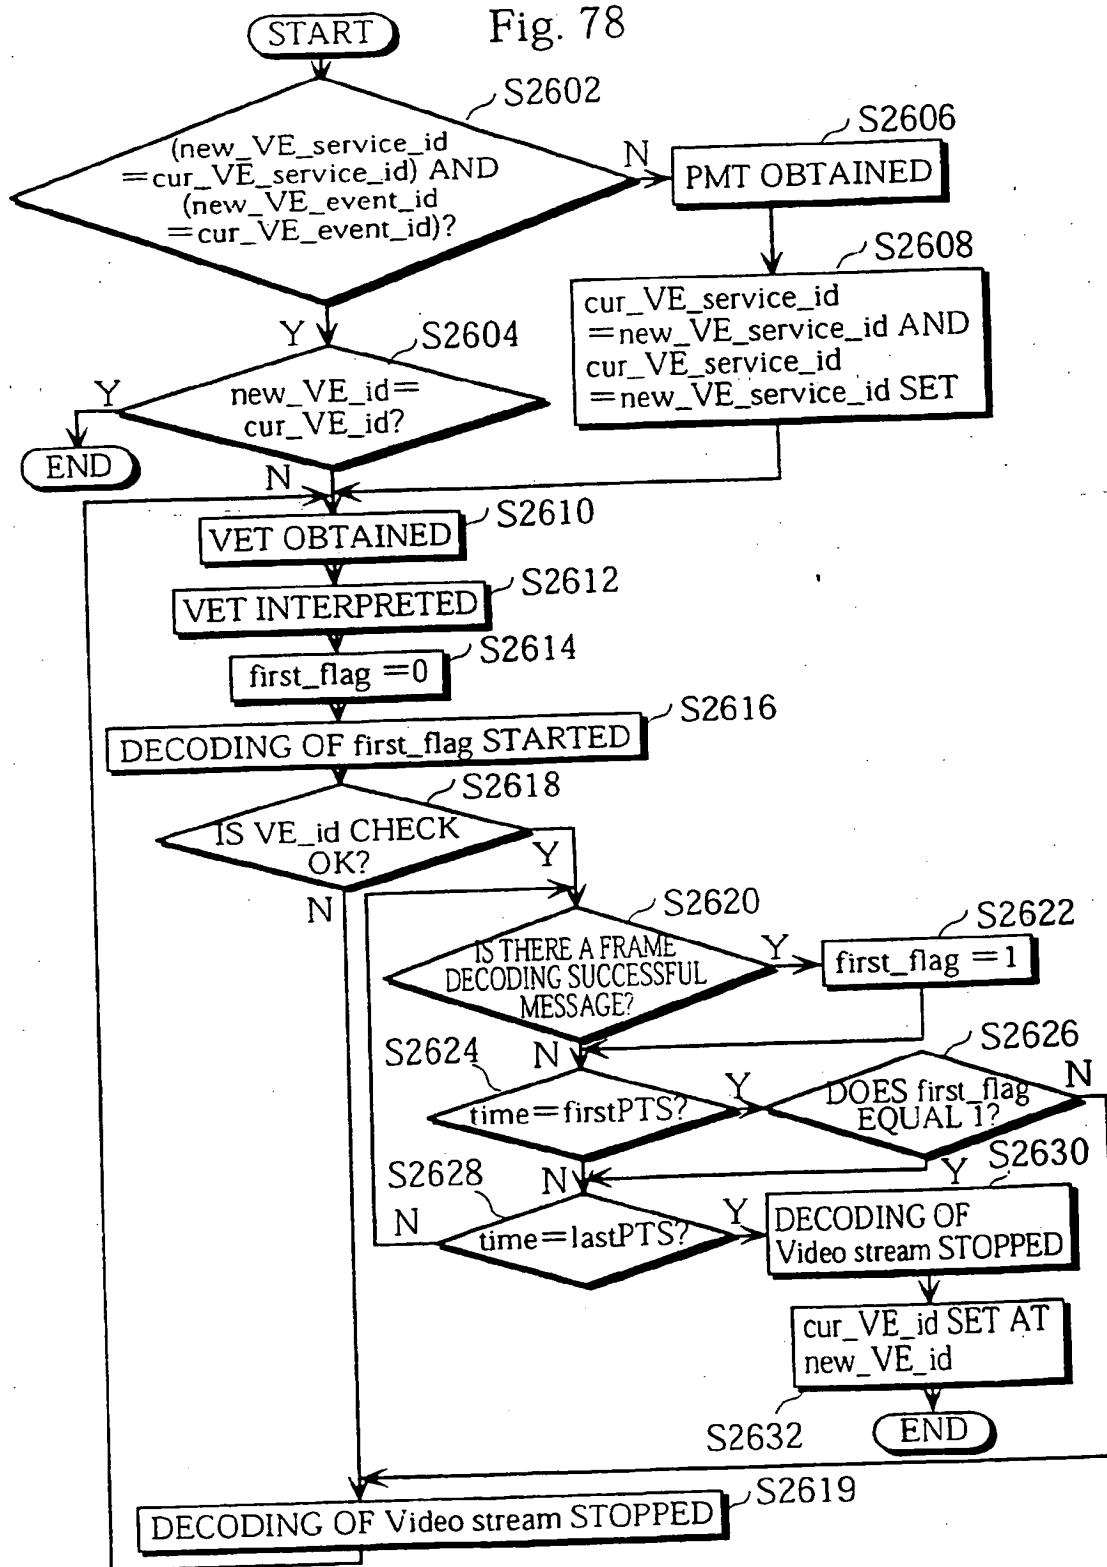 Fig. 78
START
S2602
(new_VE_service_id
=cur_VE_service_id) AND
(new_VE_event_id
=cur_VE_event_id)?
N
S2606
PMT OBTAINED
S2608
cur_VE_service_id
=new_VE_service_id AND
cur_VE_service_id
=new_VE_service_id SET
Y
S2604
new_VE_id=
cur_VE_id?
Y
END
N
S2610
VET OBTAINED
S2612
VET INTERPRETED
S2614
first_flag =0
S2616
DECODING OF first_flag STARTED
S2618
IS VE_id CHECK
OK?
Y
N
S2620
IS THERE A FRAME
DECODING SUCCESSFUL
MESSAGE?
Y
S2622
first_flag =1
N
S2624
time=firstPTS?
Y
S2626
DOES first_flag
EQUAL 1?
N
Y
N
S2628
time=lastPTS?
N
Y
S2630
DECODING OF
Video stream STOPPED
cur_VE_id SET AT
new_VE_id
S2632
END
S2619
DECODING OF Video stream STOPPED